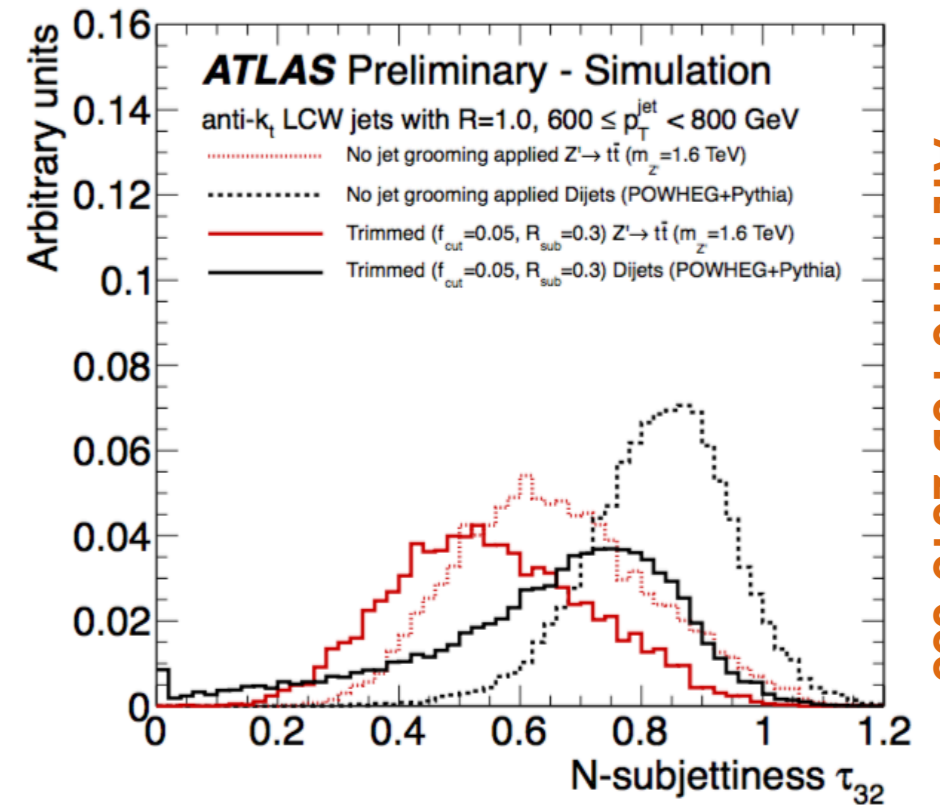 0.16
ATLAS Preliminary - Simulation
anti-kt LCW jets with R=1.0, 600 ≤ pTjet < 800 GeV
No jet grooming applied Z'→ tt̄ (mZ'=1.6 TeV)
No jet grooming applied Dijets (POWHEG+Pythia)
Trimmed (fcut=0.05, Rsub=0.3) Z'→ tt̄ (mZ'=1.6 TeV)
Trimmed (fcut=0.05, Rsub=0.3) Dijets (POWHEG+Pythia)
Arbitrary units
0.14
0.12
0.1
0.08
0.06
0.04
0.02
0
0 0.2 0.4 0.6 0.8 1 1.2
N-subjettiness τ32